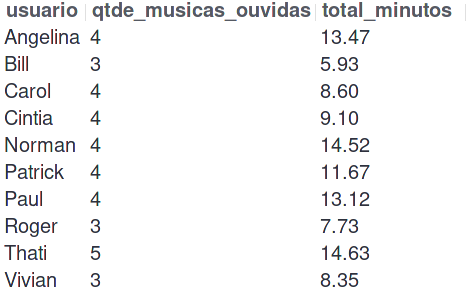 usuario qtde_musicas_ouvidas total_minutos
Angelina 4 13.47
Bill 3 5.93
Carol 4 8.60
Cintia 4 9.10
Norman 4 14.52
Patrick 4 11.67
Paul 4 13.12
Roger 3 7.73
Thati 5 14.63
Vivian 3 8.35